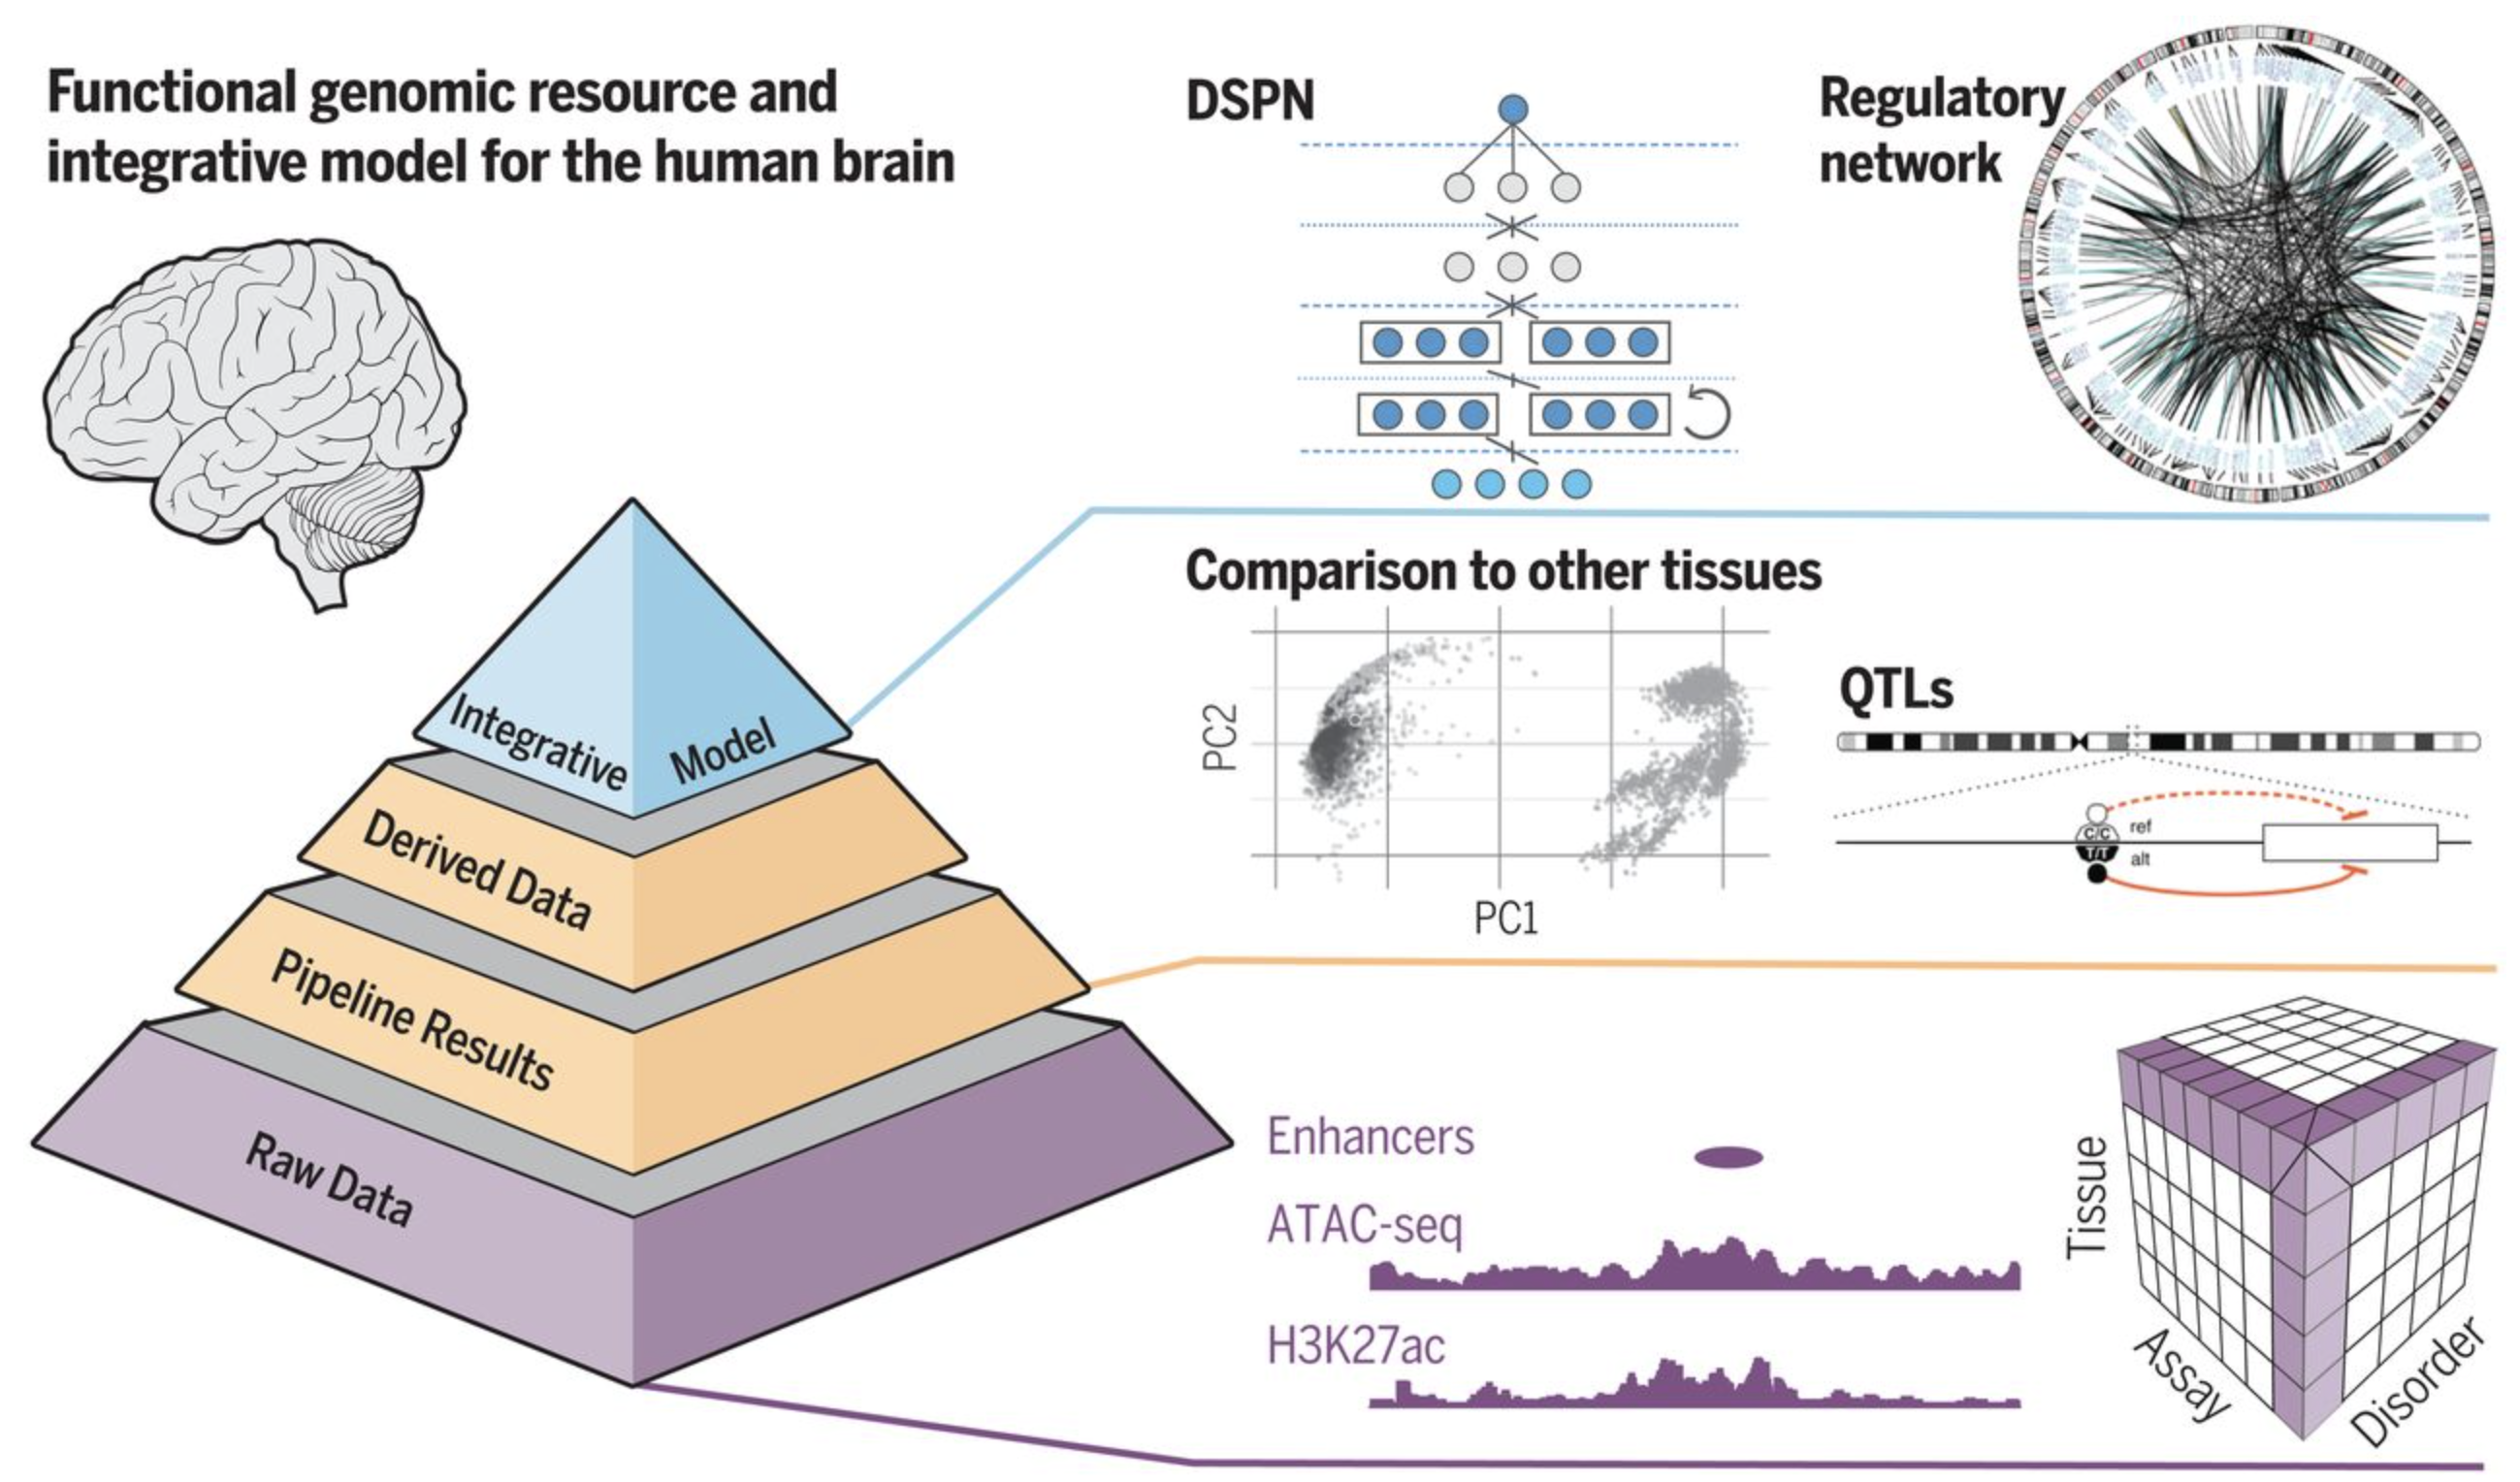 Functional genomic resource and
integrative model for the human brain
DSPN
Regulatory
network
Integrative Model
Derived Data
Pipeline Results
Raw Data
Comparison to other tissues
PC2
PC1
QTLs
C/C
ref
T/T
alt
Enhancers
ATAC-seq
H3K27ac
Tissue
Assay
Disorder